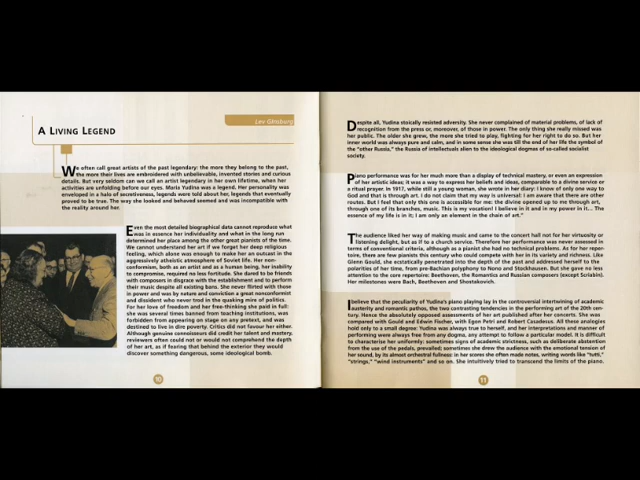 Lev Ginsburg
A LIVING LEGEND
We often call great artists of the past legendary: the more they belong to the past,
the more their lives are embroidered with unbelievable, invented stories and curious
details. But very seldom can we call an artist legendary in her own lifetime, when her
activities are unfolding before our eyes. Maria Yudina was a legend. Her personality was
enveloped in a halo of secretiveness, legends were told about her, legends that eventually
proved to be true. The way she looked and behaved seemed and was incompatible with
the reality around her.
Even the most detailed biographical data cannot reproduce what
was in essence her individuality and what in the long run
determined her place among the other great pianists of the time.
We cannot understand her art if we forget her deep religious
feeling, which alone was enough to make her an outcast in the
aggressively atheistic atmosphere of Soviet life. Her non-
conformism, both as an artist and as a human being, her inability
to compromise, required no less fortitude. She dared to be friends
with composers in disgrace with the establishment and to perform
their music despite all existing bans. She never flirted with those
in power and was by nature and conviction a great nonconformist
and dissident who never trod in the quaking mire of politics.
For her love of freedom and her free-thinking she paid in full:
she was several times banned from teaching institutions, was
forbidden from appearing on stage on any pretext, and was
destined to live in dire poverty. Critics did not favour her either.
Although genuine connoisseurs did credit her talent and mastery,
reviewers often could not or would not comprehend the depth
of her art, as if fearing that behind the exterior they would
discover something dangerous, some ideological bomb.
10
Despite all, Yudina stoically resisted adversity. She never complained of material problems, of lack of
recognition from the press or, moreover, of those in power. The only thing she really missed was
her public. The older she grew, the more she tried to play, fighting for her right to do so. But her
inner world was always pure and calm, and in some sense she was till the end of her life the symbol of
the "other Russia," the Russia of intellectuals alien to the ideological dogmas of so-called socialist
society.
Piano performance was for her much more than a display of technical mastery, or even an expression
of her artistic ideas; it was a way to express her beliefs and ideas, comparable to a divine service or
a ritual prayer. In 1917, while still a young woman, she wrote in her diary: I know of only one way to
God and that is through art. I do not claim that my way is universal: I am aware that there are other
routes. But I feel that only this one is accessible for me: the divine opened up to me through art,
through one of its branches, music. This is my vocation! I believe in it and in my power in it... The
essence of my life is in it; I am only an element in the chain of art."
The audience liked her way of making music and came to the concert hall not for her virtuosity or
listening delight, but as if to a church service. Therefore her performance was never assessed in
terms of conventional criteria, although as a pianist she had no technical problems. As for her reper-
toire, there are few pianists this century who could compete with her in its variety and richness. Like
Glenn Gould, she ecstatically penetrated into the depth of the past and addressed herself to the
polarities of her time, from pre-Bachian polyphony to Nono and Stockhausen. But she gave no less
attention to the core repertoire: Beethoven, the Romantics and Russian composers (except Scriabin).
Her milestones were Bach, Beethoven and Shostakovich.
I believe that the peculiarity of Yudina's piano playing lay in the controversial intertwining of academic
austerity and romantic pathos, the two contrasting tendencies in the performing art of the 20th cen-
tury. Hence the absolutely opposed assessments of her art published after her concerts. She was
compared with Gould and Edwin Fischer, with Egon Petri and Robert Casadesus. All these analogies
hold only to a small degree: Yudina was always true to herself, and her interpretations and manner of
performing were always free from any dogma, any attempt to follow a particular model. It is difficult
to characterize her uniformly: sometimes signs of academic strictness, such as deliberate abstention
from the use of the pedals, prevailed; sometimes she drew the audience with the emotional tension of
her sound, by its almost orchestral fullness: in her scores she often made notes, writing words like "tutti,"
"strings," "wind instruments" and so on. She intuitively tried to transcend the limits of the piano.
11